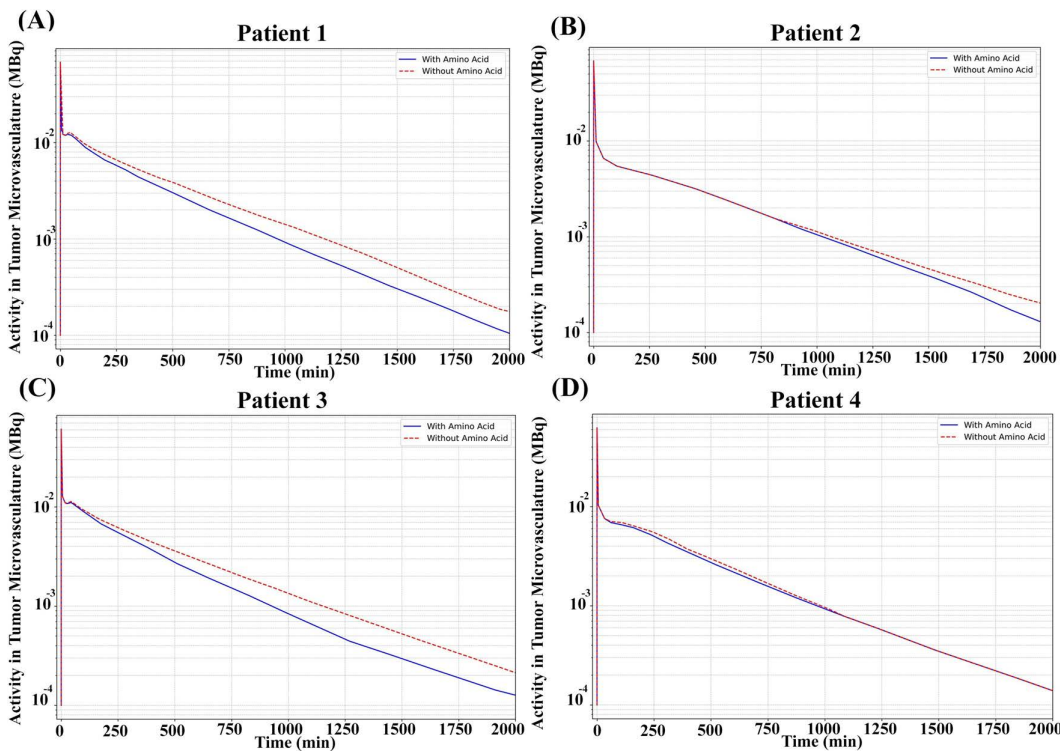 (A)
Patient 1
Activity in Tumor Microvasculature (MBq)
With Amino Acid
Without Amino Acid
10-2
10-3
10-4
0 250 500 750 1000 1250 1500 1750 2000
Time (min)
(B)
Patient 2
Activity in Tumor Microvasculature (MBq)
With Amino Acid
Without Amino Acid
10-2
10-3
10-4
0 250 500 750 1000 1250 1500 1750 2000
Time (min)
(C)
Patient 3
Activity in Tumor Microvasculature (MBq)
With Amino Acid
Without Amino Acid
10-2
10-3
10-4
0 250 500 750 1000 1250 1500 1750 2000
Time (min)
(D)
Patient 4
Activity in Tumor Microvasculature (MBq)
With Amino Acid
Without Amino Acid
10-2
10-3
10-4
0 250 500 750 1000 1250 1500 1750 2000
Time (min)